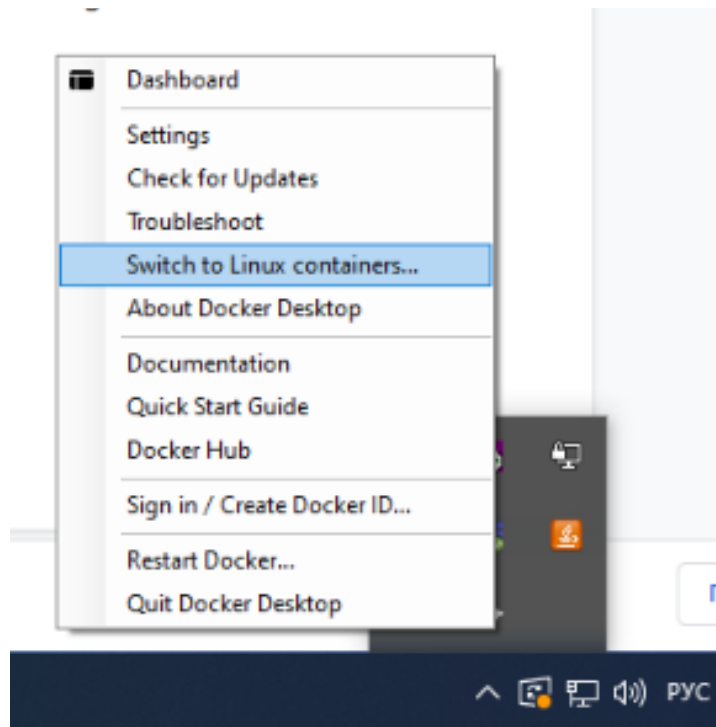 Dashboard
Settings
Check for Updates
Troubleshoot
Switch to Linux containers...
About Docker Desktop
Documentation
Quick Start Guide
Docker Hub
Sign in / Create Docker ID...
Restart Docker...
Quit Docker Desktop
РУС